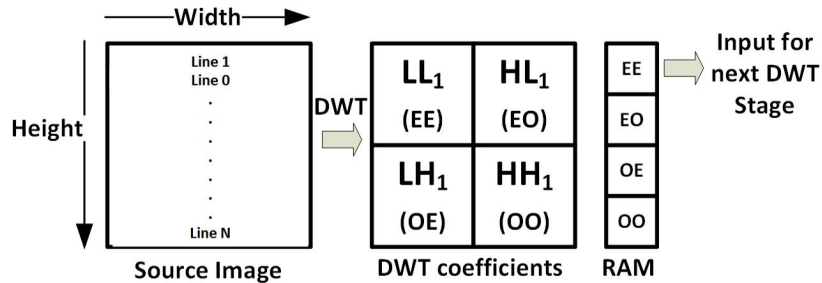 Width
Height
Line 1
Line 0
Line N
Source Image
DWT
LL1
(EE)
HL1
(EO)
LH1
(OE)
HH1
(OO)
DWT coefficients
EE
EO
OE
OO
RAM
Input for
next DWT
Stage